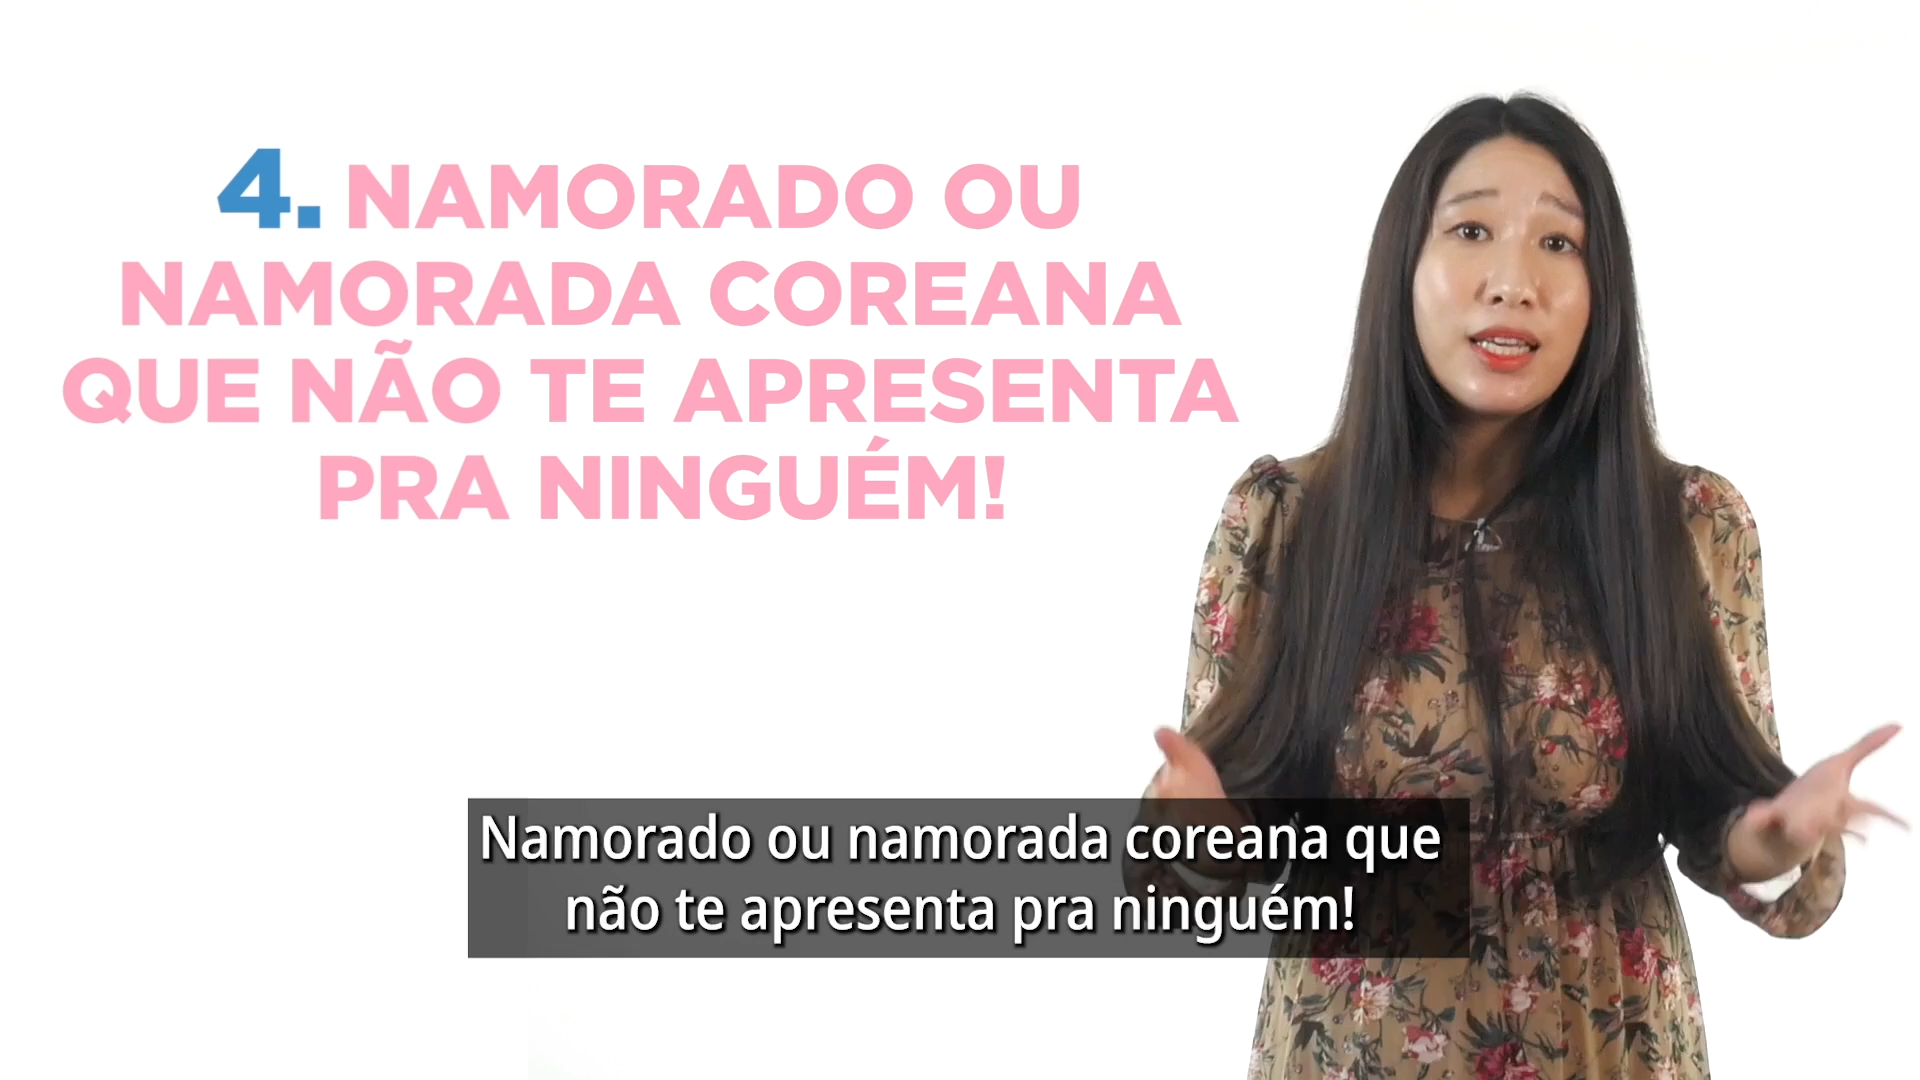 4. NAMORADO OU
NAMORADA COREANA
QUE NÃO TE APRESENTA
PRA NINGUÉM!
Namorado ou namorada coreana que
não te apresenta pra ninguém!